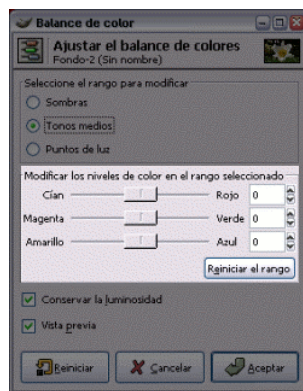 Balance de color
Ajustar el balance de colores
Fondo-2 (Sin nombre)
Seleccione el rango para modificar
Sombras
Tonos medios
Puntos de luz
Modificar los niveles de color en el rango seleccionado
Cían Rojo 0
Magenta Verde 0
Amarillo Azul 0
Reiniciar el rango
Conservar la luminosidad
Vista previa
Reiniciar Cancelar Aceptar